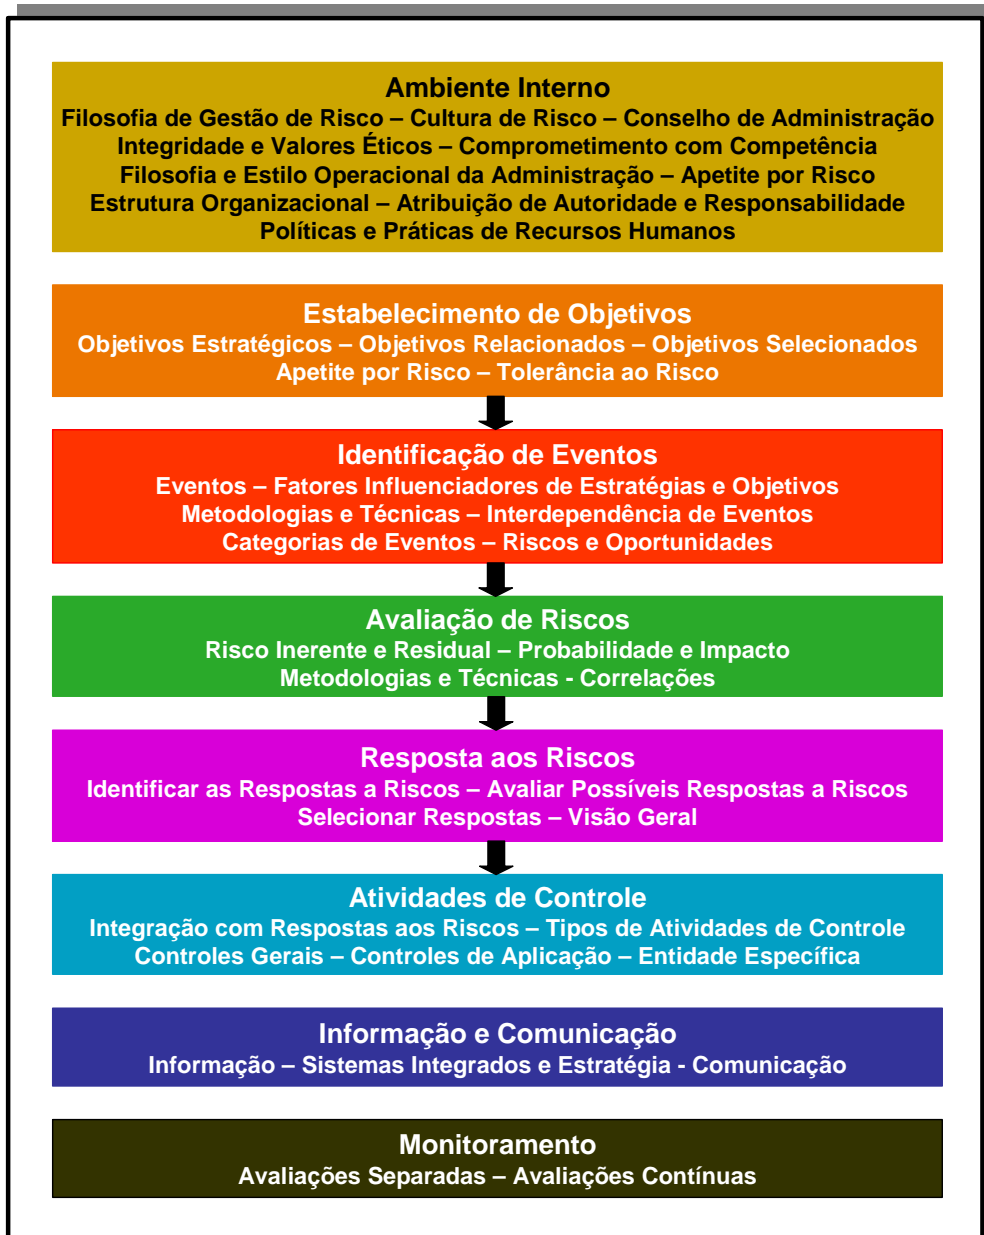 Ambiente Interno
Filosofia de Gestão de Risco – Cultura de Risco – Conselho de Administração
Integridade e Valores Éticos – Comprometimento com Competência
Filosofia e Estilo Operacional da Administração – Apetite por Risco
Estrutura Organizacional – Atribuição de Autoridade e Responsabilidade
Políticas e Práticas de Recursos Humanos
Estabelecimento de Objetivos
Objetivos Estratégicos – Objetivos Relacionados – Objetivos Selecionados
Apetite por Risco – Tolerância ao Risco
Identificação de Eventos
Eventos – Fatores Influenciadores de Estratégias e Objetivos
Metodologias e Técnicas – Interdependência de Eventos
Categorias de Eventos – Riscos e Oportunidades
Avaliação de Riscos
Risco Inerente e Residual – Probabilidade e Impacto
Metodologias e Técnicas - Correlações
Resposta aos Riscos
Identificar as Respostas a Riscos – Avaliar Possíveis Respostas a Riscos
Selecionar Respostas – Visão Geral
Atividades de Controle
Integração com Respostas aos Riscos – Tipos de Atividades de Controle
Controles Gerais – Controles de Aplicação – Entidade Específica
Informação e Comunicação
Informação – Sistemas Integrados e Estratégia - Comunicação
Monitoramento
Avaliações Separadas – Avaliações Contínuas